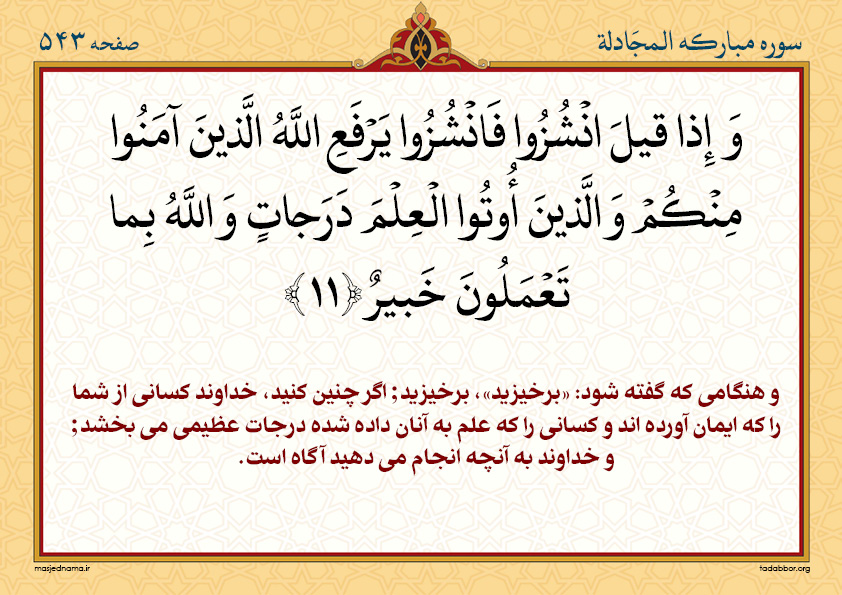 سوره مبارکه المجَادلة
صفحه ۵۴۳
وَ إِذا قيلَ انْشُزُوا فَانْشُزُوا يَرْفَعِ اللَّهُ الَّذينَ آمَنُوا
مِنْكُمْ وَ الَّذينَ أُوتُوا الْعِلْمَ دَرَجاتٍ وَ اللَّهُ بِما
تَعْمَلُونَ خَبيرٌ ﴿١١﴾
و هنگامی که گفته شود: «برخیزید»، برخیزید; اگر چنین کنید، خداوند کسانی از شما
را که ایمان آورده اند و کسانی را که علم به آنان داده شده درجات عظیمی می بخشد;
و خداوند به آنچه انجام می دهید آگاه است.
masjednama.ir
tadabbor.org